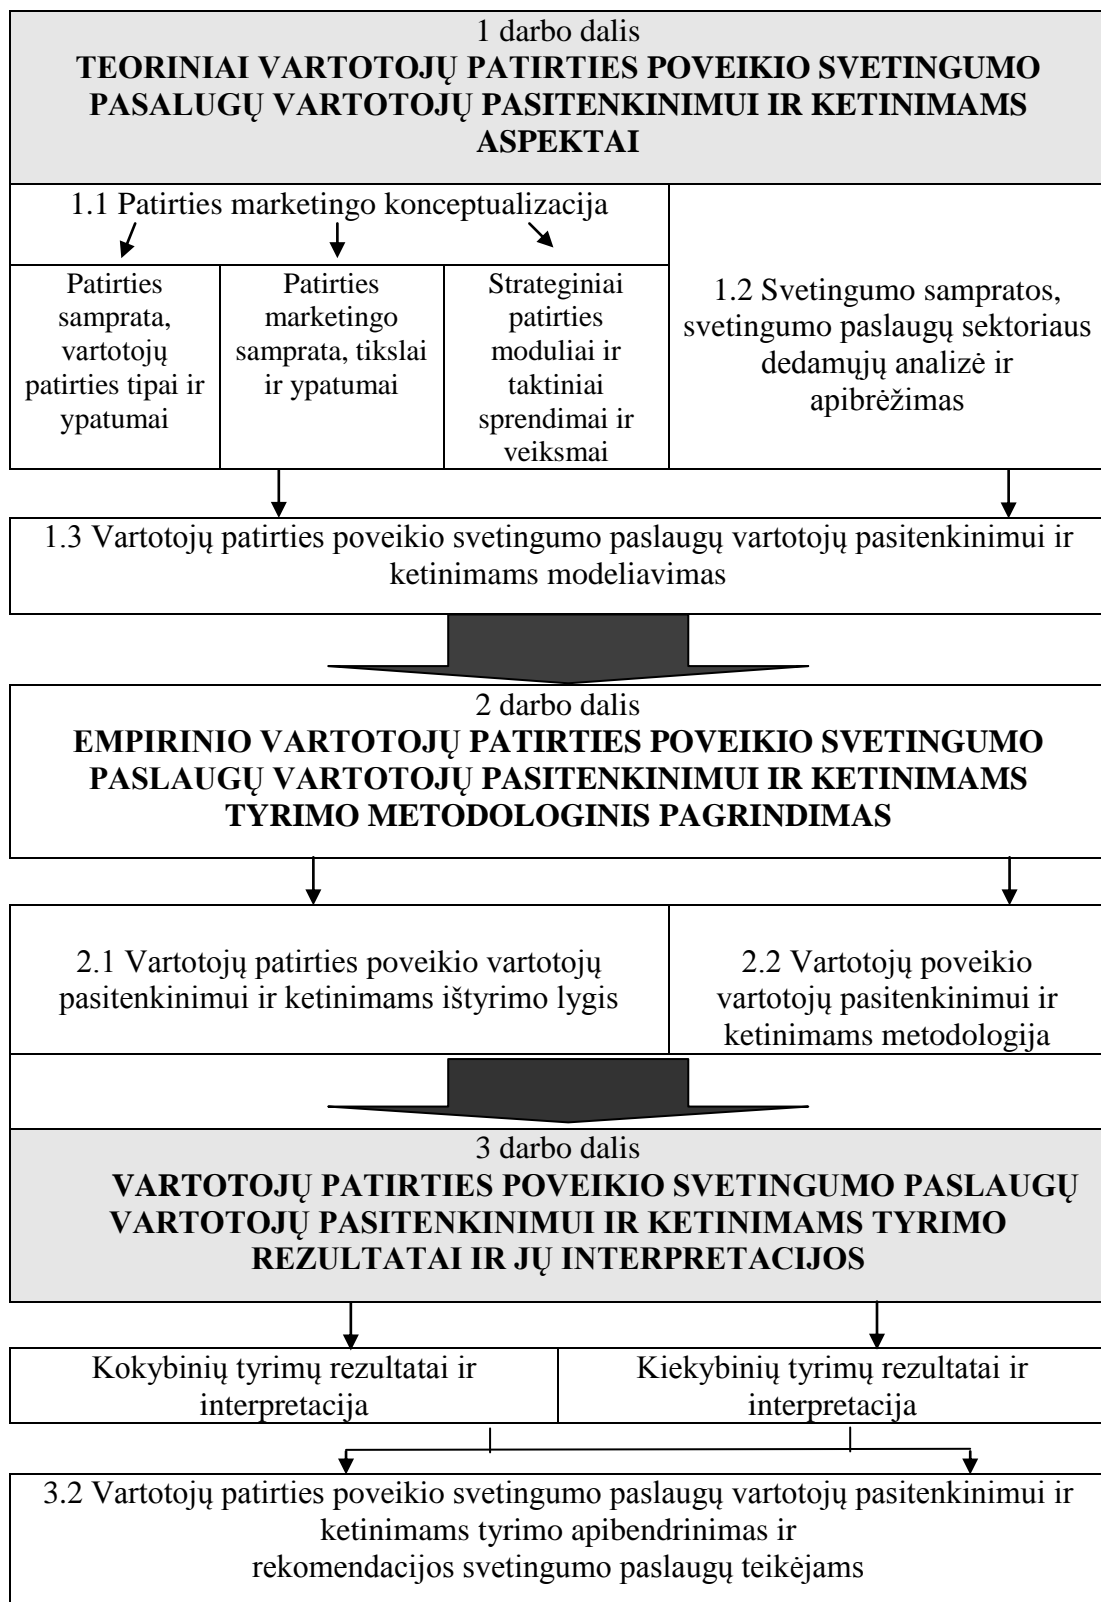 1 darbo dalis
TEORINIAI VARTOTOJŲ PATIRTIES POVEIKIO SVETINGUMO
PASALUGŲ VARTOTOJŲ PASITENKINIMUI IR KETINIMAMS
ASPEKTAI
1.1 Patirties marketingo konceptualizacija
Patirties
samprata,
vartotojų
patirties tipai ir
ypatumai
Patirties
marketingo
samprata, tikslai
ir ypatumai
Strateginiai
patirties
moduliai ir
taktiniai
sprendimai ir
veiksmai
1.2 Svetingumo sampratos,
svetingumo paslaugų sektoriaus
dedamųjų analizė ir
apibrėžimas
1.3 Vartotojų patirties poveikio svetingumo paslaugų vartotojų pasitenkinimui ir
ketinimams modeliavimas
2 darbo dalis
EMPIRINIO VARTOTOJŲ PATIRTIES POVEIKIO SVETINGUMO
PASLAUGŲ VARTOTOJŲ PASITENKINIMUI IR KETINIMAMS
TYRIMO METODOLOGINIS PAGRINDIMAS
2.1 Vartotojų patirties poveikio vartotojų
pasitenkinimui ir ketinimams ištyrimo lygis
2.2 Vartotojų poveikio
vartotojų pasitenkinimui ir
ketinimams metodologija
3 darbo dalis
VARTOTOJŲ PATIRTIES POVEIKIO SVETINGUMO PASLAUGŲ
VARTOTOJŲ PASITENKINIMUI IR KETINIMAMS TYRIMO
REZULTATAI IR JŲ INTERPRETACIJOS
Kokybinių tyrimų rezultatai ir
interpretacija
Kiekybinių tyrimų rezultatai ir
interpretacija
3.2 Vartotojų patirties poveikio svetingumo paslaugų vartotojų pasitenkinimui ir
ketinimams tyrimo apibendrinimas ir
rekomendacijos svetingumo paslaugų teikėjams